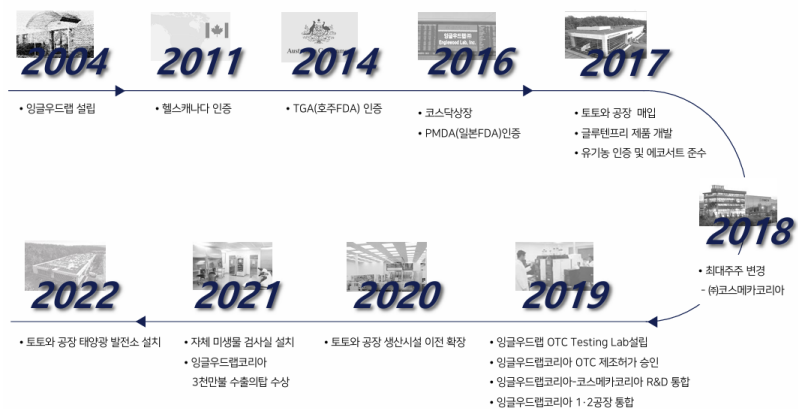 2004
2011
2014
2016
2017
잉글우드랩㈜
Englewood Lab, Inc.
• 잉글우드랩 설립
• 헬스캐나다 인증
• TGA(호주FDA) 인증
• 코스닥상장
• PMDA(일본FDA)인증
• 토토와 공장 매입
• 글루텐프리 제품 개발
• 유기농 인증 및 에코서트 준수
2018
• 최대주주 변경
- ㈜코스메카코리아
2022
2021
2020
2019
• 토토와 공장 태양광 발전소 설치
• 자체 미생물 검사실 설치
• 잉글우드랩코리아
3천만불 수출의탑 수상
• 토토와 공장 생산시설 이전 확장
• 잉글우드랩 OTC Testing Lab설립
• 잉글우드랩코리아 OTC 제조허가 승인
• 잉글우드랩코리아-코스메카코리아 R&D 통합
• 잉글우드랩코리아 1·2공장 통합